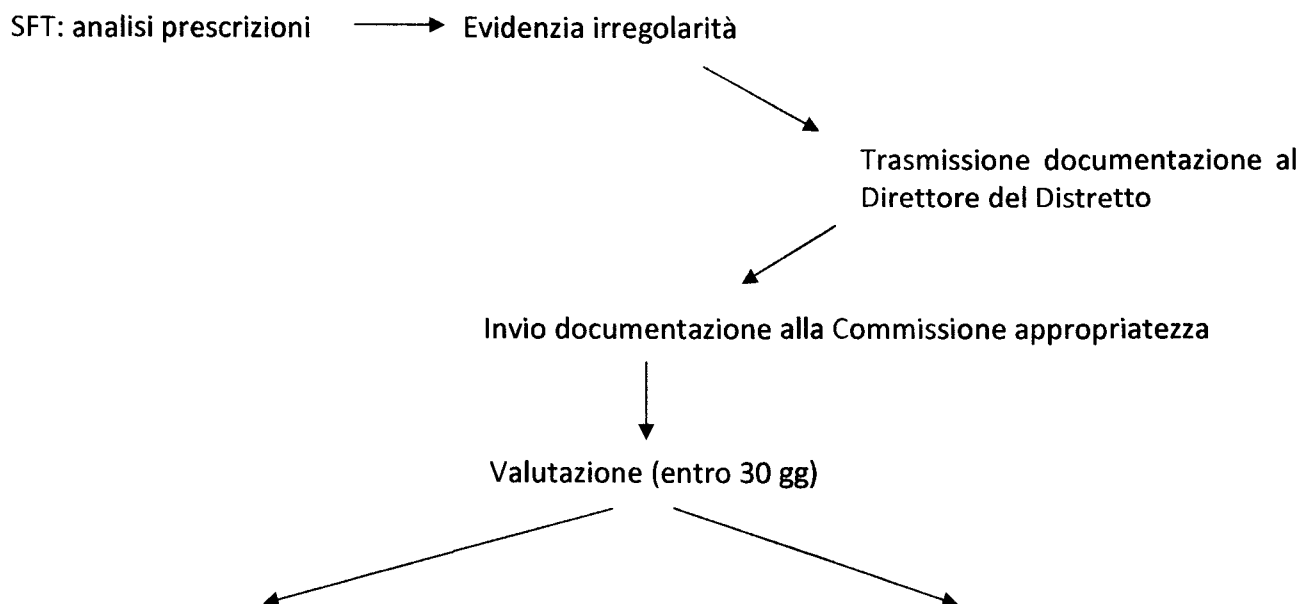 SFT: analisi prescrizioni
Evidenzia irregolarità
Trasmissione documentazione al
Direttore del Distretto
Invio documentazione alla Commissione appropriatezza
Valutazione (entro 30 gg)